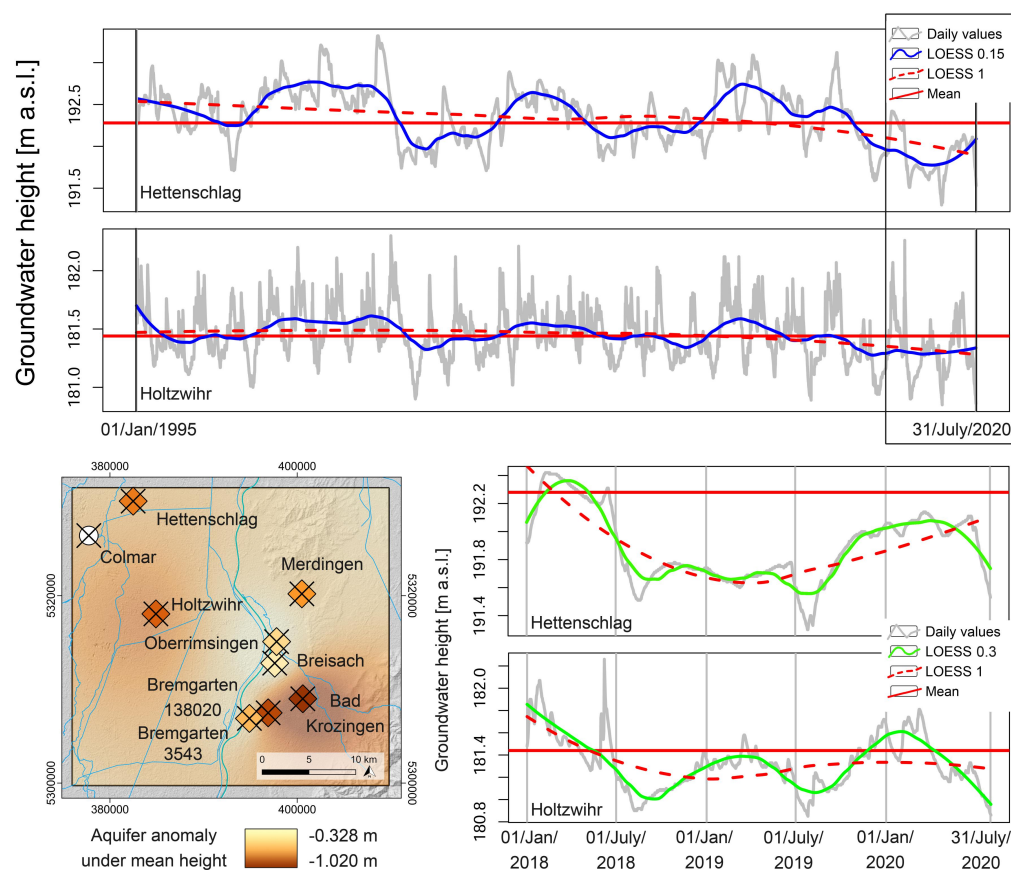 Groundwater height [m a.s.l.]
192.5
191.5
Hettenschlag
Daily values
LOESS 0.15
LOESS 1
Mean
182.0
181.5
181.0
Holtzwihr
01/Jan/1995
31/July/2020
380000
400000
5320000
5300000
5320000
5300000
380000
400000
Hettenschlag
Colmar
Merdingen
Holtzwihr
Oberrimsingen
Breisach
Bremgarten
138020
Bad
Krozingen
Bremgarten
3543
0
5
10 km
Aquifer anomaly
under mean height
-0.328 m
-1.020 m
Groundwater height [m a.s.l.]
192.2
191.8
191.4
Hettenschlag
Daily values
LOESS 0.3
LOESS 1
Mean
182.0
181.4
180.8
Holtzwihr
01/Jan/
2018
01/July/
2018
01/Jan/
2019
01/July/
2019
01/Jan/
2020
31/July/
2020